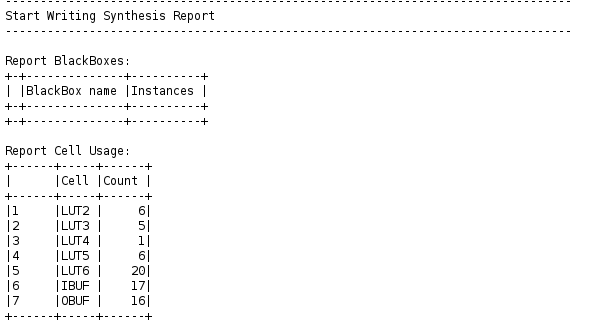 --------------------------------------------------------------------------------
Start Writing Synthesis Report
--------------------------------------------------------------------------------
Report BlackBoxes:
+-+--------------+----------+
| |BlackBox name |Instances |
+-+--------------+----------+
+-+--------------+----------+
Report Cell Usage:
+------+-----+------+
|      |Cell |Count |
+------+-----+------+
|1     |LUT2 |     6|
|2     |LUT3 |     5|
|3     |LUT4 |     1|
|4     |LUT5 |     6|
|5     |LUT6 |    20|
|6     |IBUF |    17|
|7     |OBUF |    16|
+------+-----+------+